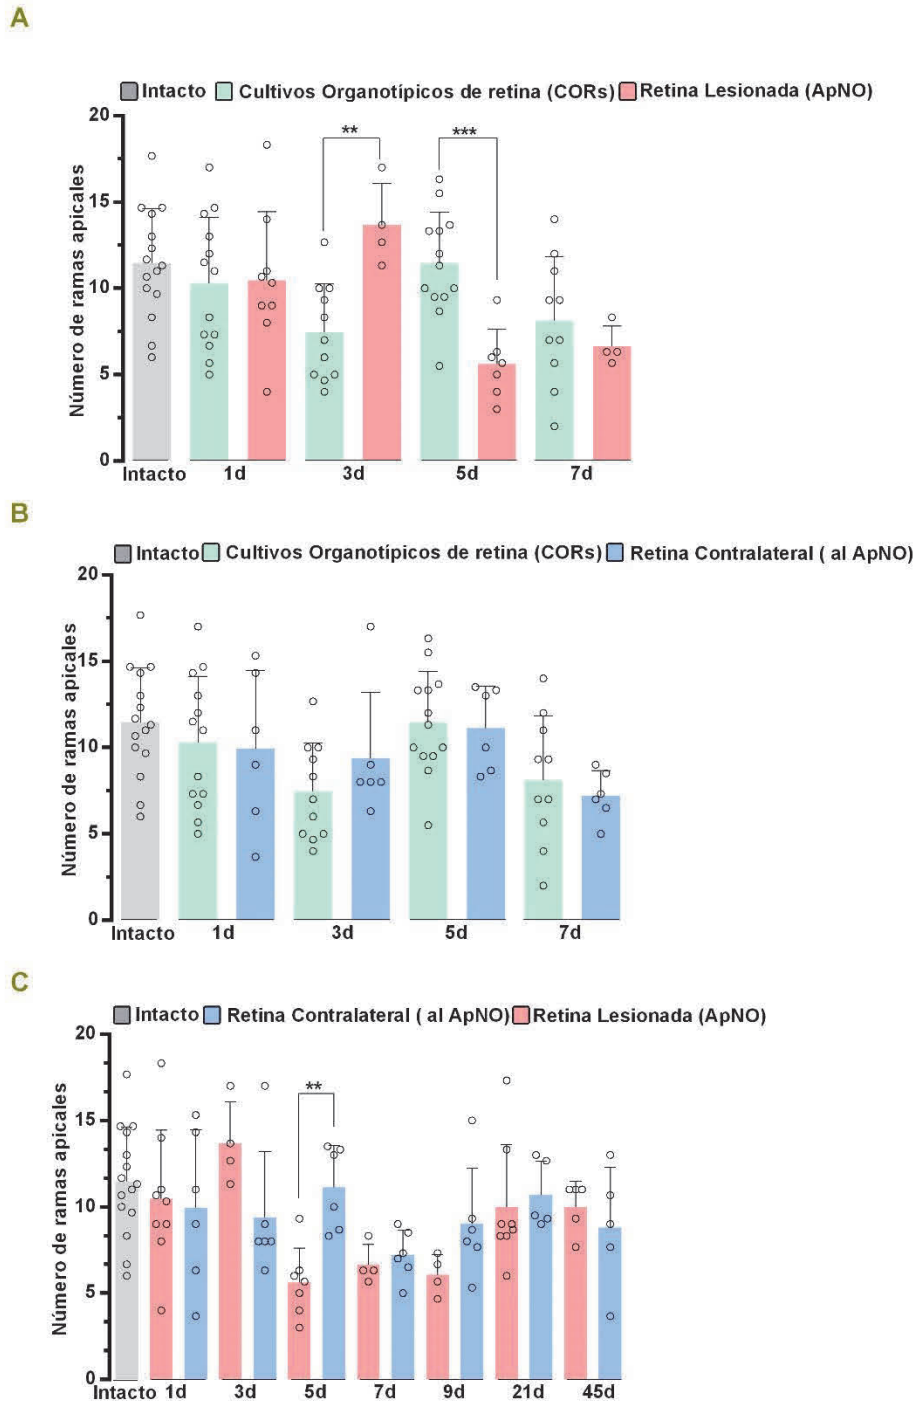 A
Intacto Cultivos Organotípicos de retina (CORs) Retina Lesionada (ApNO)
Número de ramas apicales
20
15
10
5
0
** ***
Intacto 1d 3d 5d 7d
B
Intacto Cultivos Organotípicos de retina (CORs) Retina Contralateral ( al ApNO)
Número de ramas apicales
20
15
10
5
0
Intacto 1d 3d 5d 7d
C
Intacto Retina Contralateral ( al ApNO) Retina Lesionada (ApNO)
Número de ramas apicales
20
15
10
5
0
**
Intacto 1d 3d 5d 7d 9d 21d 45d